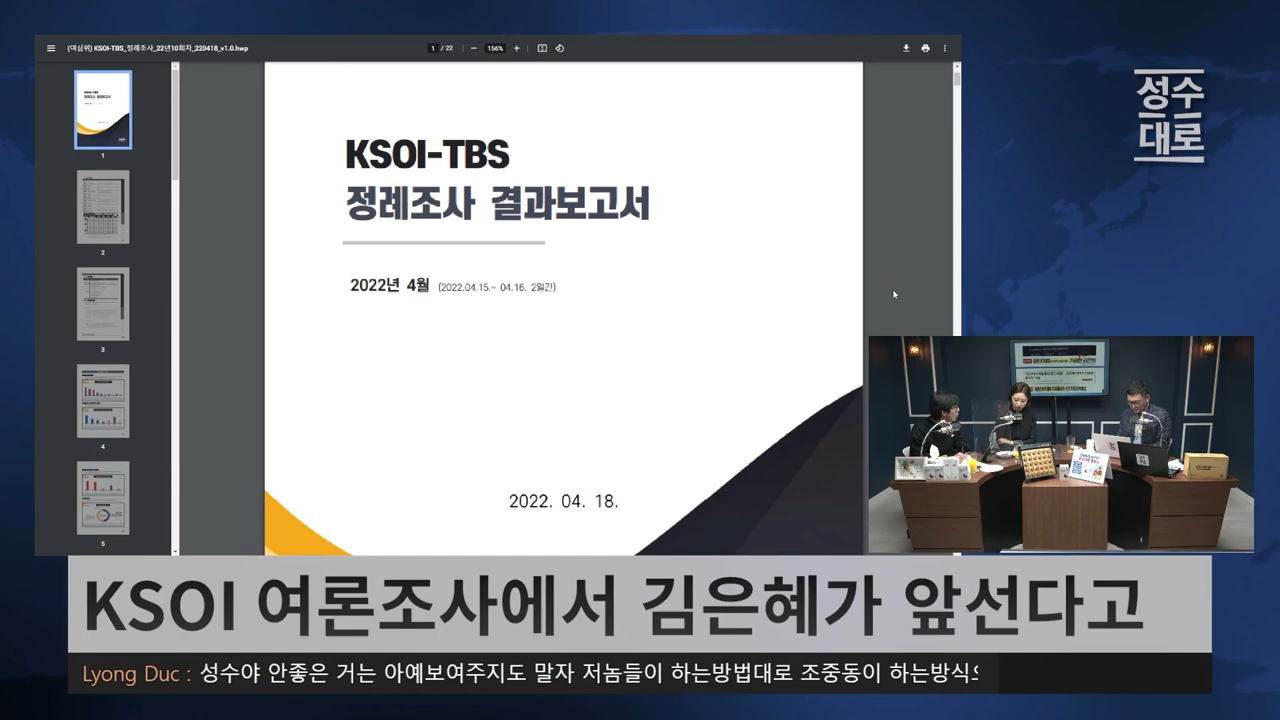 (여심위) KSOI-TBS_정례조사_22년10회차_220418_v1.0.hwp
1 / 22
156%
성수
대로
KSOI-TBS
정례조사 결과보고서
2022년 4월 (2022.04.15.~ 04.16. 2일간)
2022. 04. 18.
1
2
3
4
5
KSOI 여론조사에서 김은혜가 앞선다고
Lyong Duc : 성수야 안좋은 거는 아예보여주지도 말자 저놈들이 하는방법대로 조중동이 하는방식으